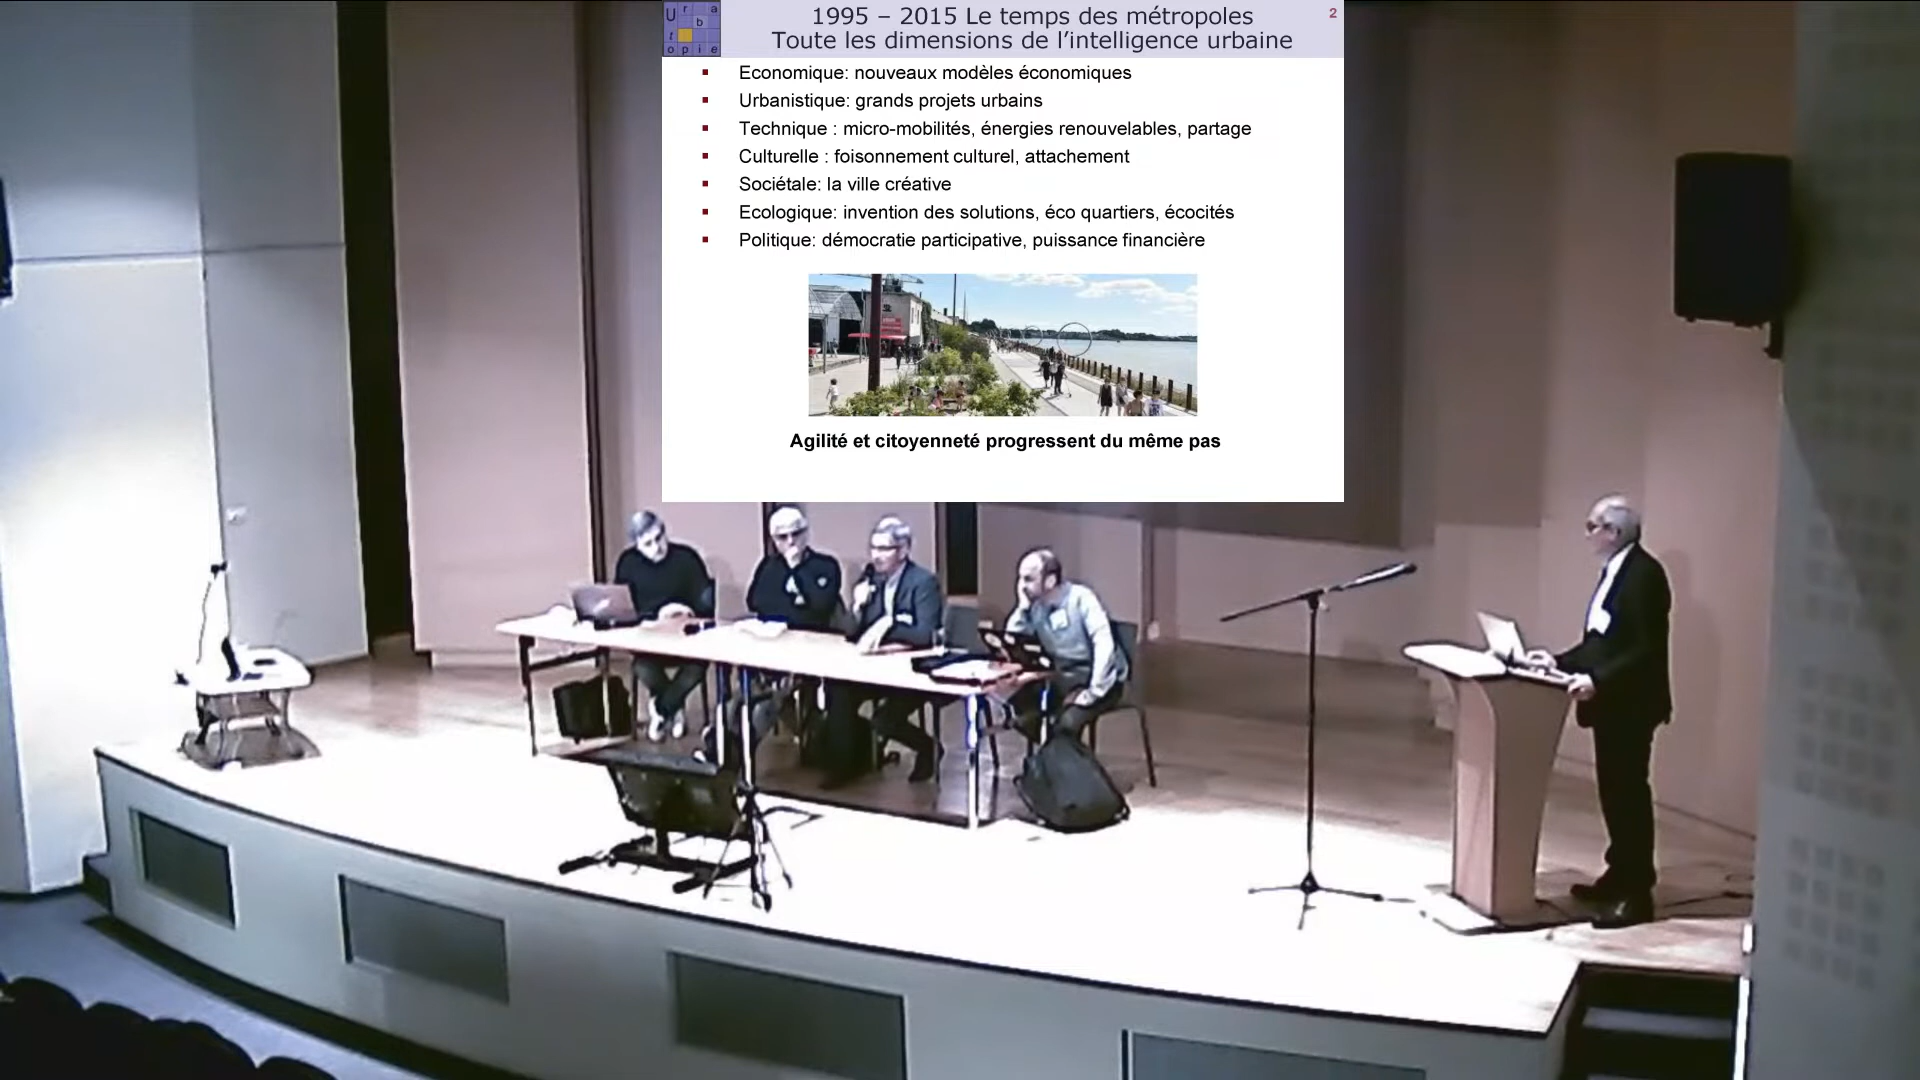 U r a
b
t
o p i e
1995 – 2015 Le temps des métropoles
Toute les dimensions de l'intelligence urbaine
2
▪ Economique: nouveaux modèles économiques
▪ Urbanistique: grands projets urbains
▪ Technique : micro-mobilités, énergies renouvelables, partage
▪ Culturelle : foisonnement culturel, attachement
▪ Sociétale: la ville créative
▪ Ecologique: invention des solutions, éco quartiers, écocités
▪ Politique: démocratie participative, puissance financière
Agilité et citoyenneté progressent du même pas